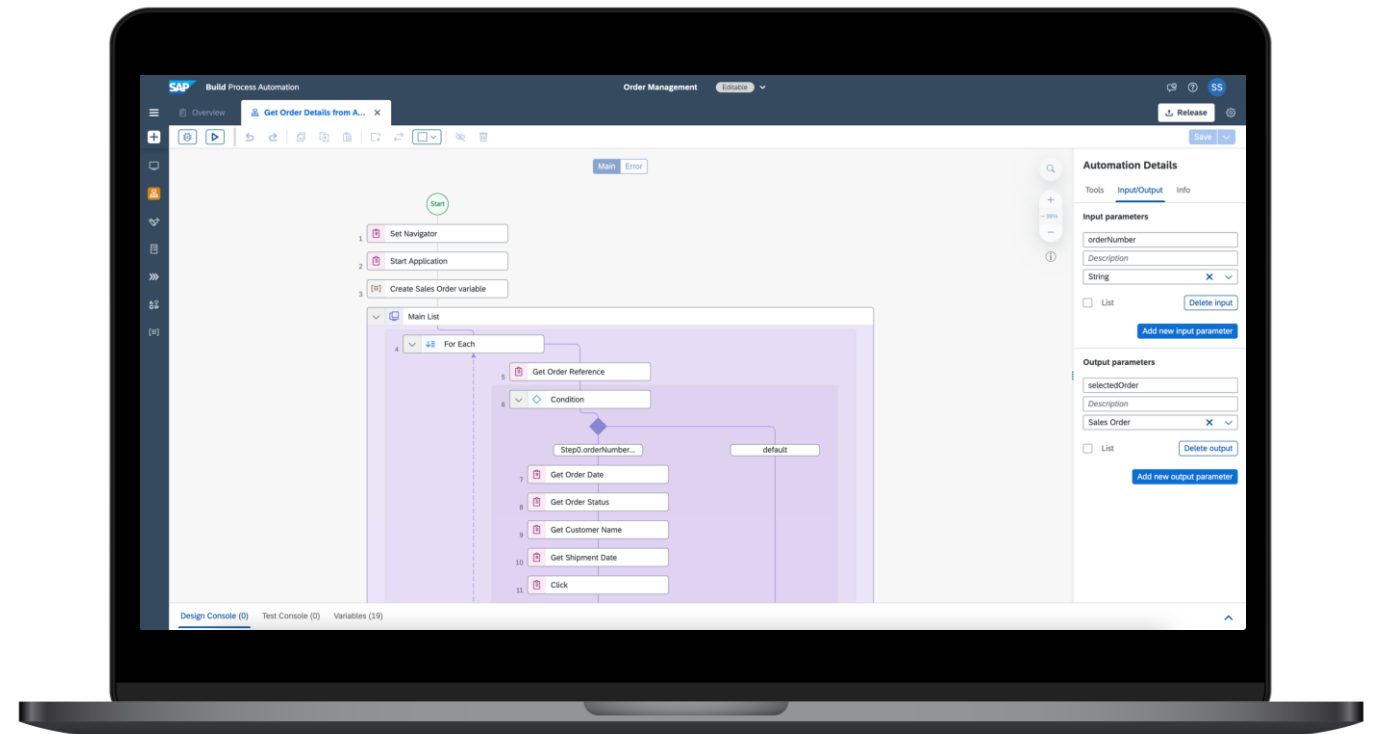 SAP Build Process Automation
Order Management Editable
SS
Overview
Get Order Details from A...
Release
Save
Main Error
Start
1 Set Navigator
2 Start Application
3 Create Sales Order variable
Main List
4 For Each
5 Get Order Reference
6 Condition
Step0.orderNumber... default
7 Get Order Date
8 Get Order Status
9 Get Customer Name
10 Get Shipment Date
11 Click
Automation Details
Tools Input/Output Info
Input parameters
orderNumber
Description
String
List Delete input
Add new input parameter
Output parameters
selectedOrder
Description
Sales Order
List Delete output
Add new output parameter
Design Console (0) Test Console (0) Variables (19)